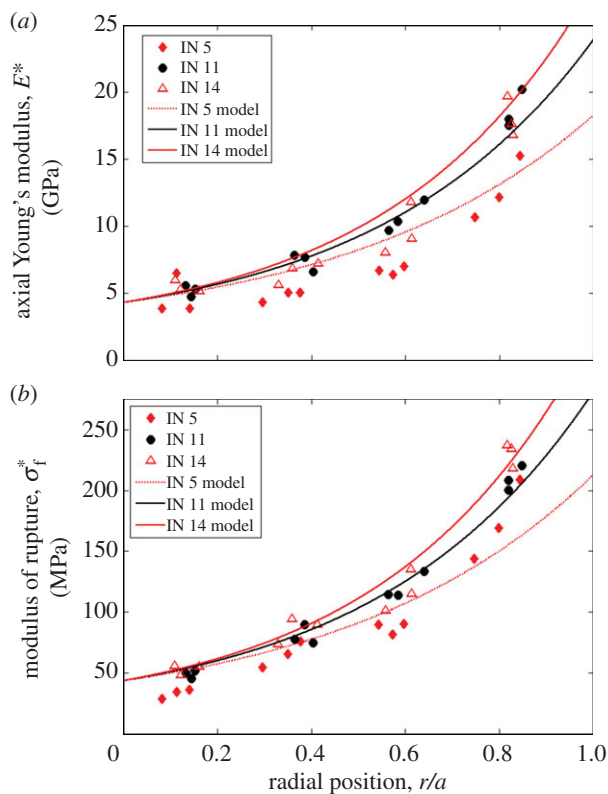 (a)
25
20
15
10
5
0
axial Young's modulus, E*
(GPa)
IN 5
IN 11
IN 14
IN 5 model
IN 11 model
IN 14 model
(b)
250
200
150
100
50
modulus of rupture, σ*f
(MPa)
IN 5
IN 11
IN 14
IN 5 model
IN 11 model
IN 14 model
0 0.2 0.4 0.6 0.8 1.0
radial position, r/a